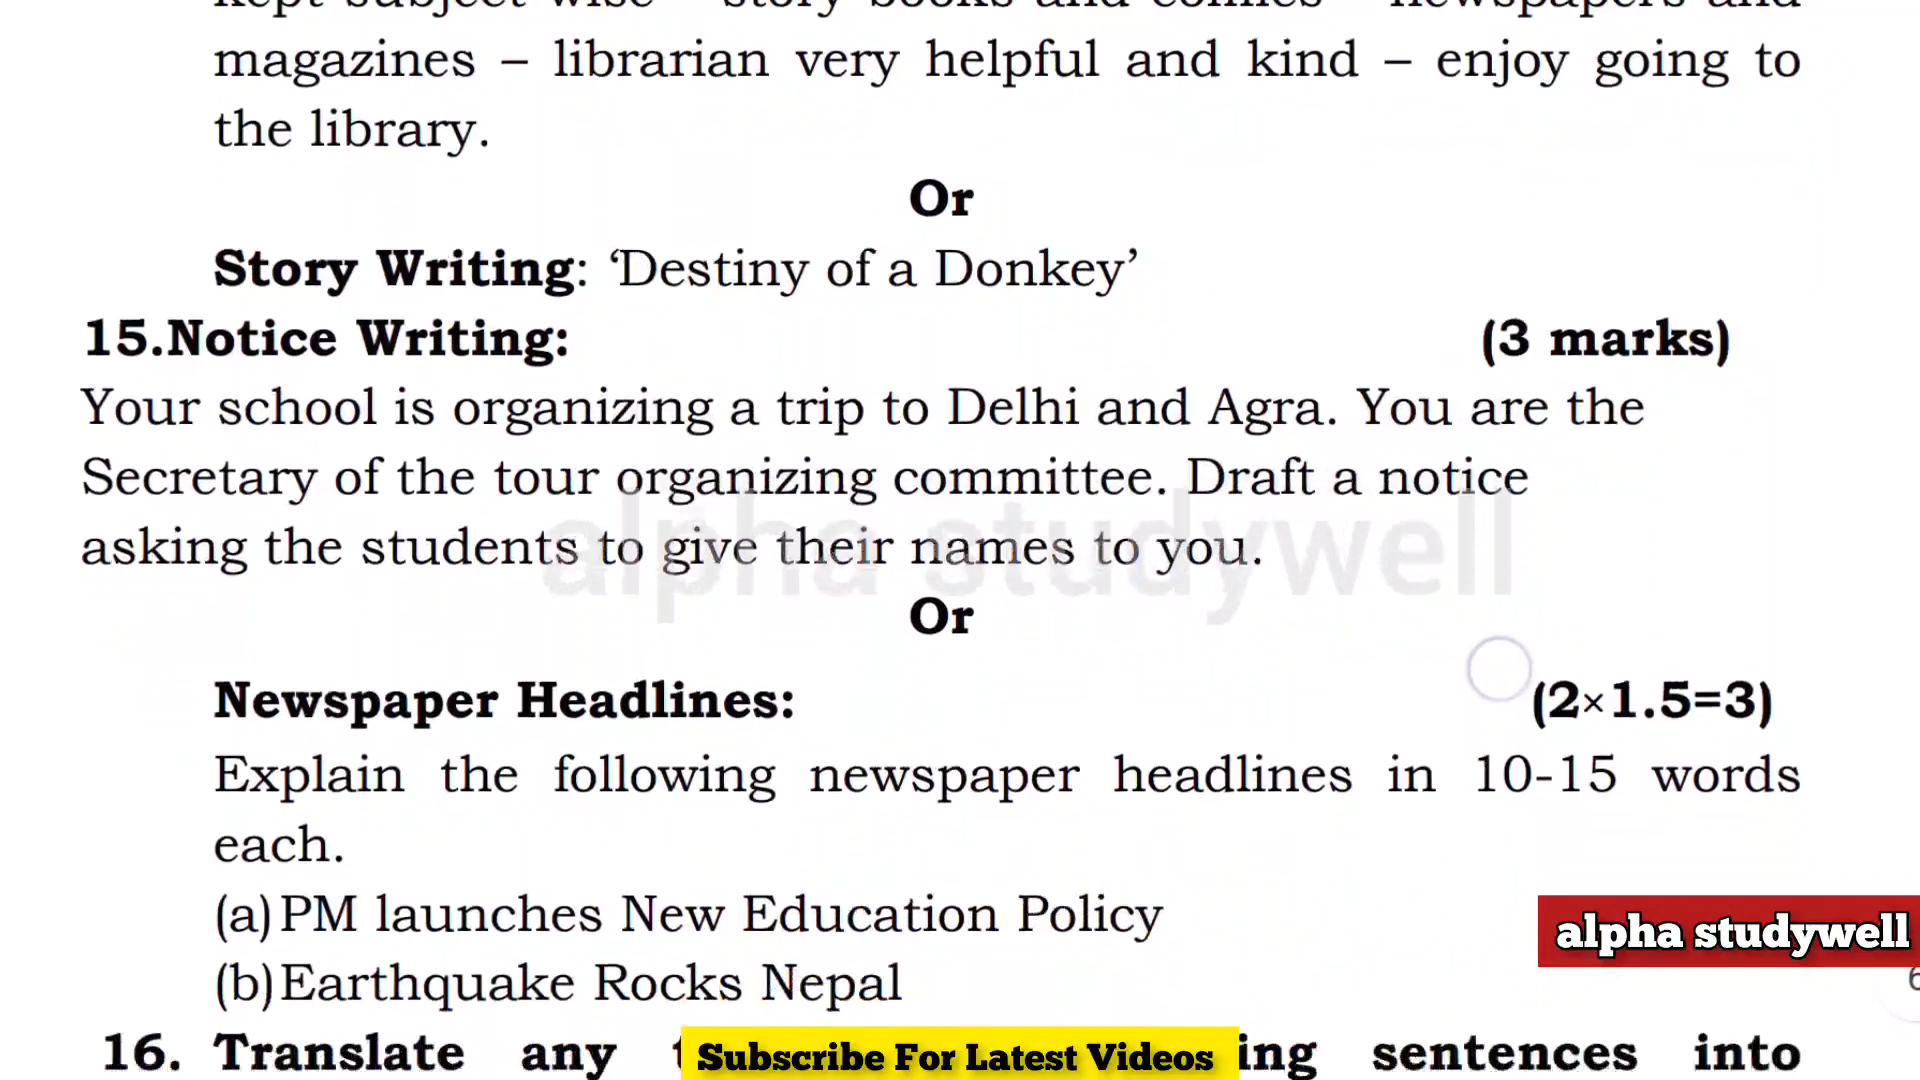 kept subject wise – story books and comics – newspapers and
magazines – librarian very helpful and kind – enjoy going to
the library.
Or
Story Writing: ‘Destiny of a Donkey’
15.Notice Writing: (3 marks)
Your school is organizing a trip to Delhi and Agra. You are the
Secretary of the tour organizing committee. Draft a notice
asking the students to give their names to you.
alpha studywell
Or
Newspaper Headlines: (2×1.5=3)
Explain the following newspaper headlines in 10-15 words
each.
(a) PM launches New Education Policy
alpha studywell
(b) Earthquake Rocks Nepal
16. Translate any sentences into
Subscribe For Latest Videos